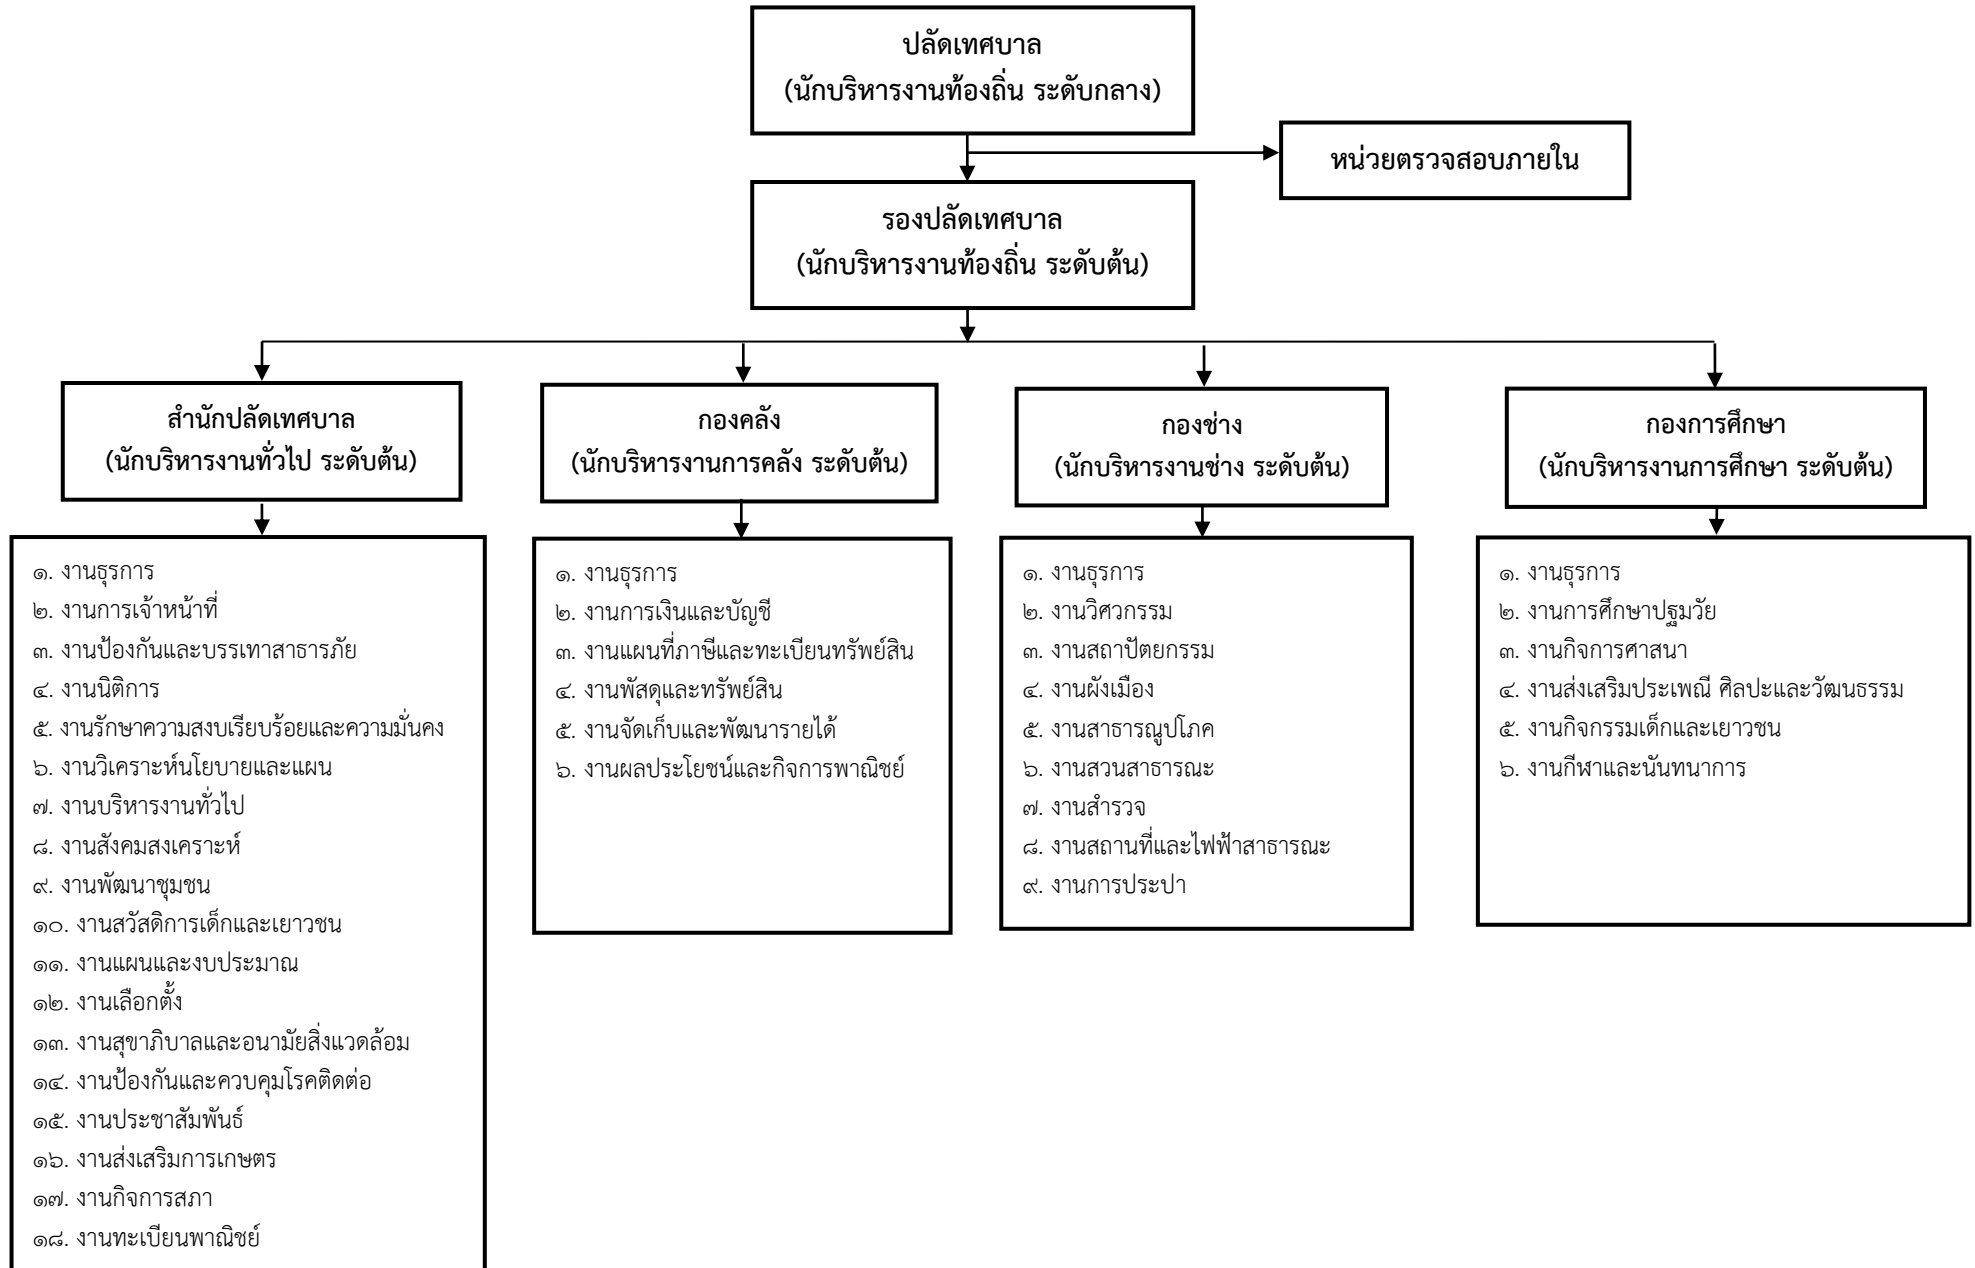 ปลัดเทศบาล
(นักบริหารงานท้องถิ่น ระดับกลาง)
หน่วยตรวจสอบภายใน
รองปลัดเทศบาล
(นักบริหารงานท้องถิ่น ระดับต้น)
สำนักปลัดเทศบาล
(นักบริหารงานทั่วไป ระดับต้น)
กองคลัง
(นักบริหารงานการคลัง ระดับต้น)
กองช่าง
(นักบริหารงานช่าง ระดับต้น)
กองการศึกษา
(นักบริหารงานการศึกษา ระดับต้น)
๑. งานธุรการ
๒. งานการเจ้าหน้าที่
๓. งานป้องกันและบรรเทาสาธารภัย
๔. งานนิติการ
๕. งานรักษาความสงบเรียบร้อยและความมั่นคง
๖. งานวิเคราะห์นโยบายและแผน
๗. งานบริหารงานทั่วไป
๘. งานสังคมสงเคราะห์
๙. งานพัฒนาชุมชน
๑๐. งานสวัสดิการเด็กและเยาวชน
๑๑. งานแผนและงบประมาณ
๑๒. งานเลือกตั้ง
๑๓. งานสุขาภิบาลและอนามัยสิ่งแวดล้อม
๑๔. งานป้องกันและควบคุมโรคติดต่อ
๑๕. งานประชาสัมพันธ์
๑๖. งานส่งเสริมการเกษตร
๑๗. งานกิจการสภา
๑๘. งานทะเบียนพาณิชย์
๑. งานธุรการ
๒. งานการเงินและบัญชี
๓. งานแผนที่ภาษีและทะเบียนทรัพย์สิน
๔. งานพัสดุและทรัพย์สิน
๕. งานจัดเก็บและพัฒนารายได้
๖. งานผลประโยชน์และกิจการพาณิชย์
๑. งานธุรการ
๒. งานวิศวกรรม
๓. งานสถาปัตยกรรม
๔. งานผังเมือง
๕. งานสาธารณูปโภค
๖. งานสวนสาธารณะ
๗. งานสำรวจ
๘. งานสถานที่และไฟฟ้าสาธารณะ
๙. งานการประปา
๑. งานธุรการ
๒. งานการศึกษาปฐมวัย
๓. งานกิจการศาสนา
๔. งานส่งเสริมประเพณี ศิลปะและวัฒนธรรม
๕. งานกิจกรรมเด็กและเยาวชน
๖. งานกีฬาและนันทนาการ